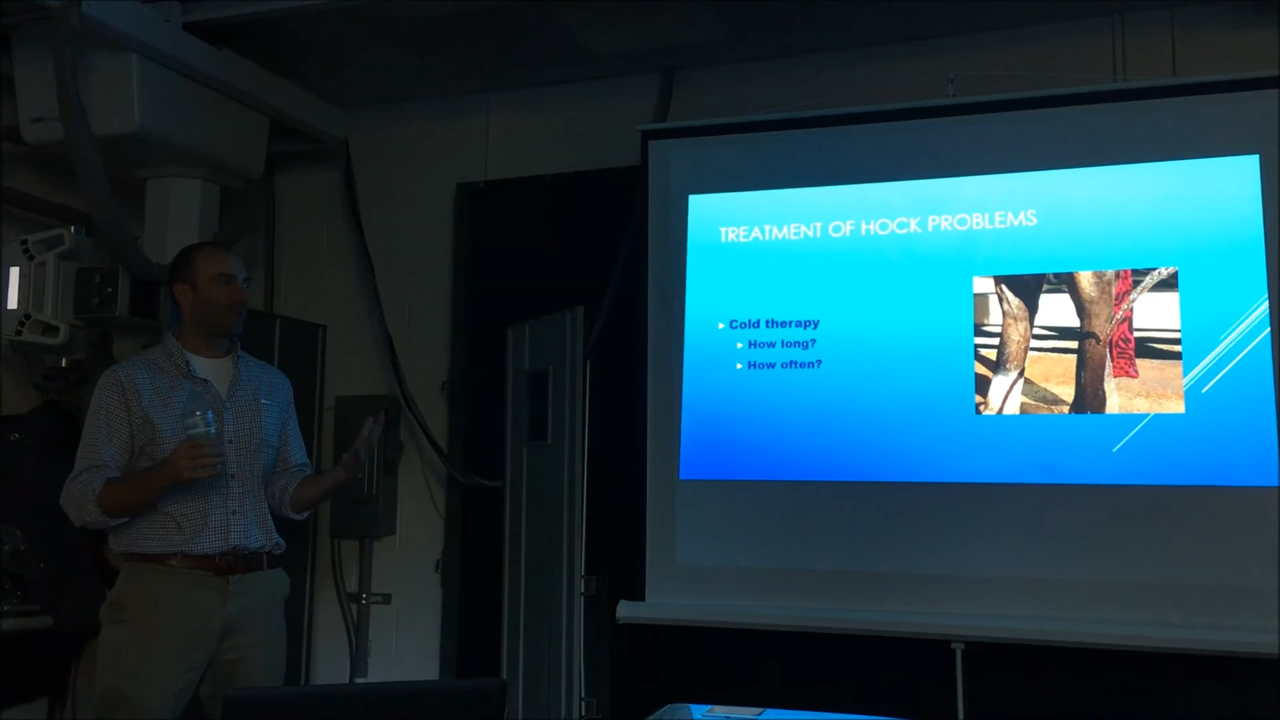 TREATMENT OF HOCK PROBLEMS
Cold therapy
How long?
How often?